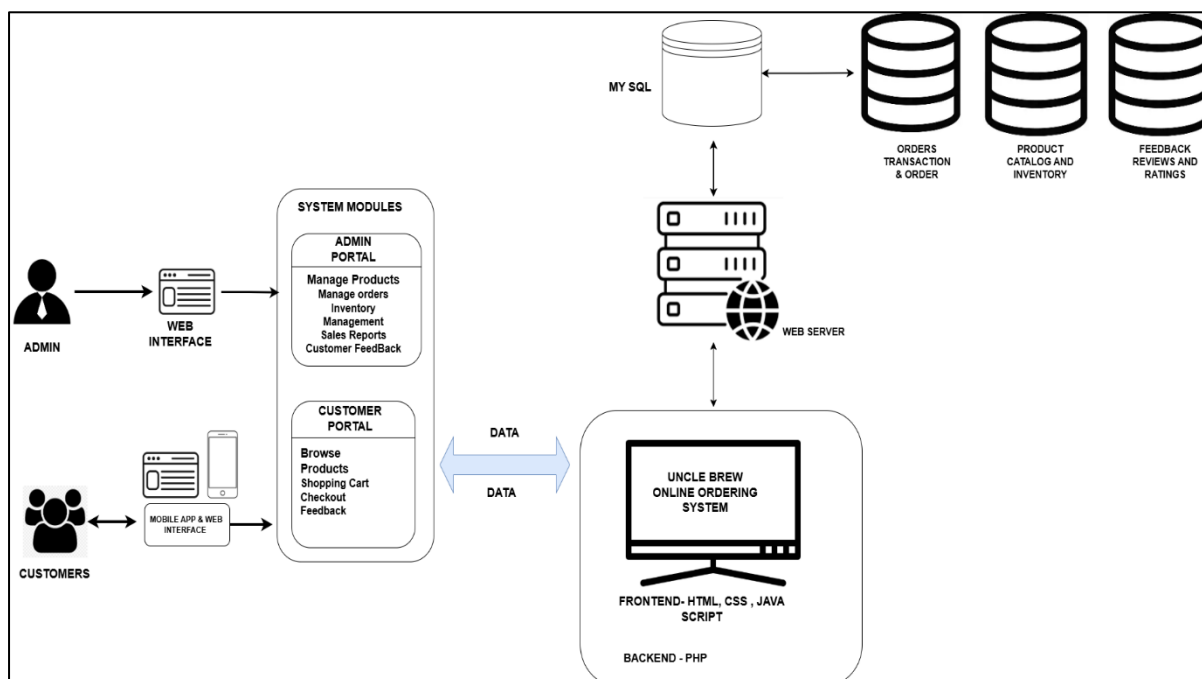 MY SQL
ORDERS
TRANSACTION
& ORDER
PRODUCT
CATALOG AND
INVENTORY
FEEDBACK
REVIEWS AND
RATINGS
WEB SERVER
SYSTEM MODULES
ADMIN
PORTAL
Manage Products
Manage orders
Inventory
Management
Sales Reports
Customer FeedBack
ADMIN
WEB
INTERFACE
CUSTOMER
PORTAL
Browse
Products
Shopping Cart
Checkout
Feedback
MOBILE APP & WEB
INTERFACE
CUSTOMERS
DATA
DATA
UNCLE BREW
ONLINE ORDERING
SYSTEM
FRONTEND- HTML, CSS , JAVA
SCRIPT
BACKEND - PHP